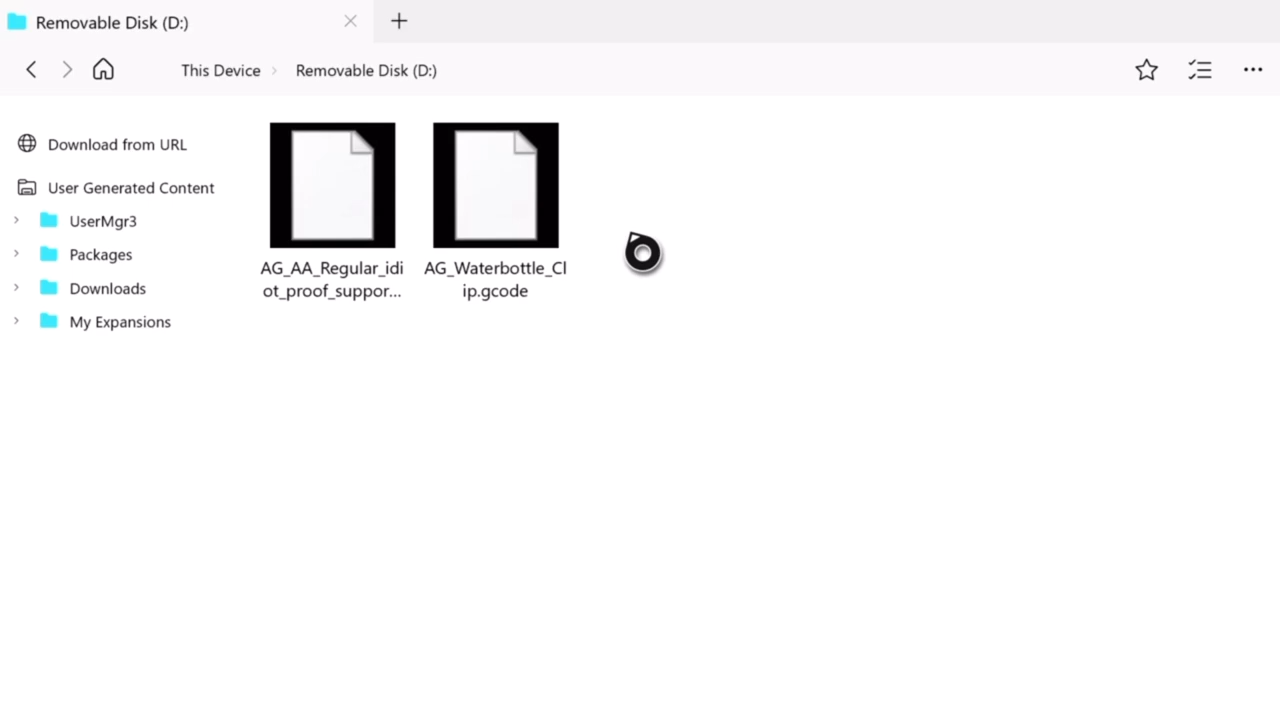 Removable Disk (D:)
This Device
Removable Disk (D:)
Download from URL
User Generated Content
UserMgr3
Packages
Downloads
My Expansions
AG_AA_Regular_idi
ot_proof_suppor...
AG_Waterbottle_Cl
ip.gcode